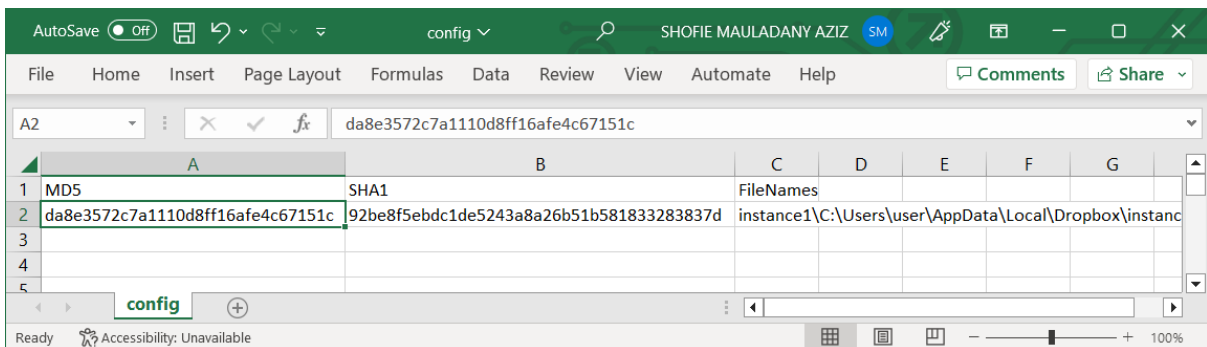 AutoSave Off config SHOFIE MAULADANY AZIZ SM
File Home Insert Page Layout Formulas Data Review View Automate Help Comments Share
A2 fx da8e3572c7a1110d8ff16afe4c67151c
A B C D E F G
1 MD5 SHA1 FileNames
2 da8e3572c7a1110d8ff16afe4c67151c 92be8f5ebdc1de5243a8a26b51b581833283837d instance1\C:\Users\user\AppData\Local\Dropbox\instanc
3
4
5
config
Ready Accessibility: Unavailable 100%